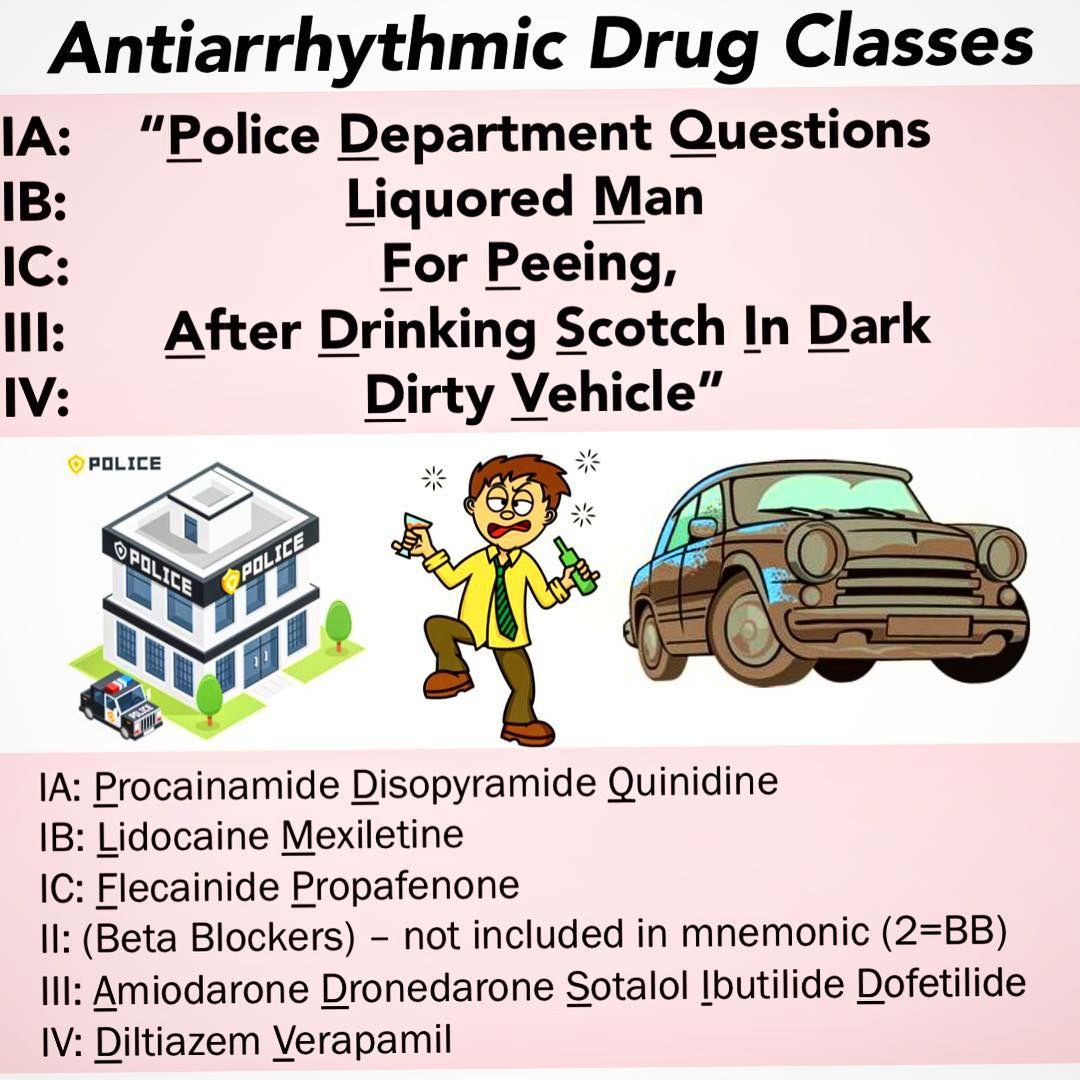 Antiarrhythmic Drug Classes
IA: “Police Department Questions
IB: Liquored Man
IC: For Peeing,
III: After Drinking Scotch In Dark
IV: Dirty Vehicle”
POLICE
POLICE POLICE
POLICE
IA: Procainamide Disopyramide Quinidine
IB: Lidocaine Mexiletine
IC: Flecainide Propafenone
II: (Beta Blockers) – not included in mnemonic (2=BB)
III: Amiodarone Dronedarone Sotalol Ibutilide Dofetilide
IV: Diltiazem Verapamil